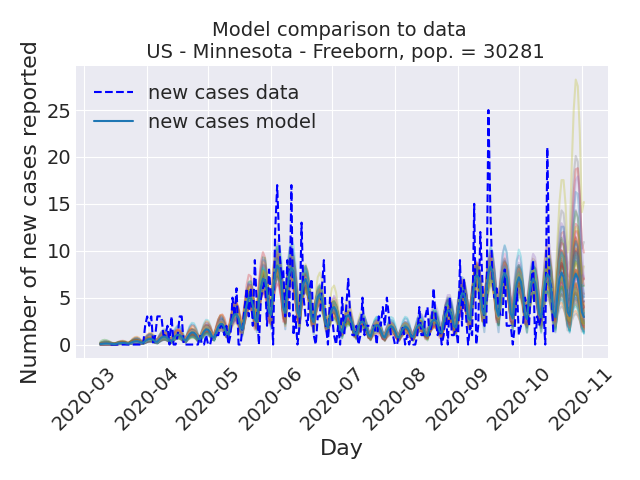 Model comparison to data
US - Minnesota - Freeborn, pop. = 30281
Number of new cases reported
new cases data
new cases model
25
20
15
10
5
0
2020-03
2020-04
2020-05
2020-06
2020-07
2020-08
2020-09
2020-10
2020-11
Day